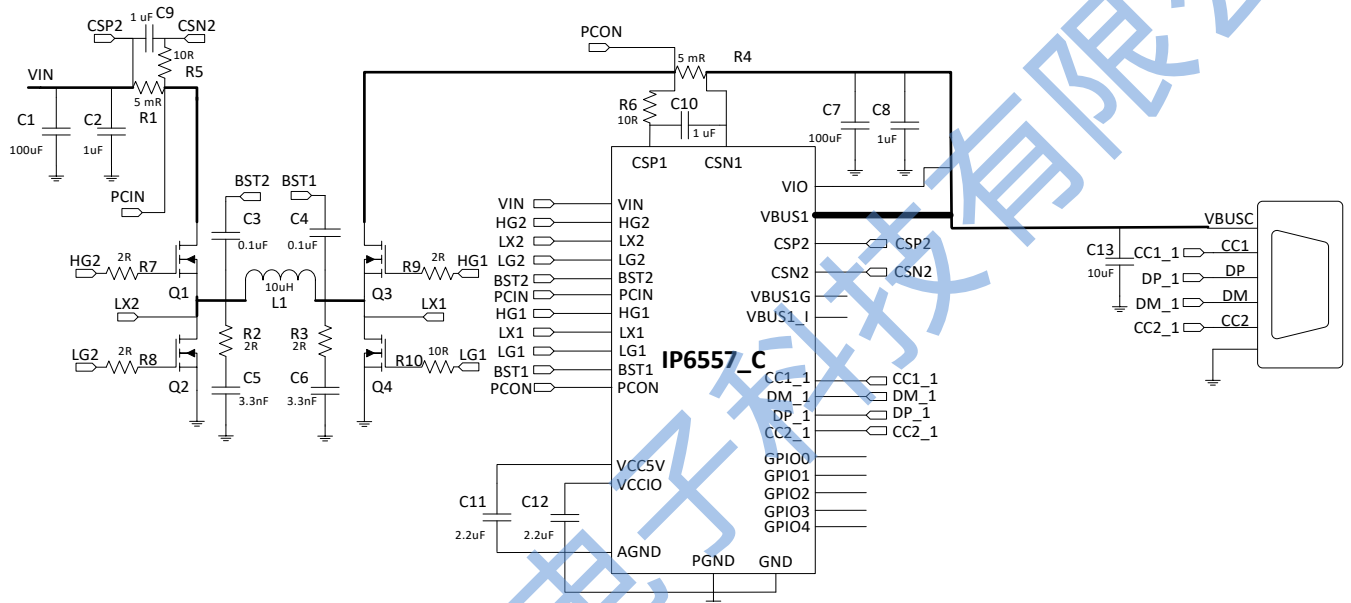 CSP2
1 uF
C9
CSN2
10R
R5
VIN
5 mR
R1
C1
100uF
C2
1uF
PCIN
BST2
BST1
C3
0.1uF
C4
0.1uF
HG2
2R
R7
Q1
10uH
L1
R9
2R
HG1
Q3
LX2
LX1
LG2
2R
R8
Q2
R2
2R
R3
2R
R10
10R
LG1
Q4
C5
3.3nF
C6
3.3nF
PCON
5 mR
R4
R6
10R
C10
1 uF
C7
100uF
C8
1uF
CSP1
CSN1
VIN
VIN
HG2
HG2
LX2
LX2
LG2
LG2
BST2
BST2
PCIN
PCIN
HG1
HG1
LX1
LX1
LG1
LG1
BST1
BST1
PCON
PCON
VCC5V
VCCIO
C11
2.2uF
C12
2.2uF
AGND
PGND
GND
IP6557_C
VIO
VBUS1
CSP2
CSP2
CSN2
CSN2
VBUS1G
VBUS1_I
CC1_1
CC1_1
DM_1
DM_1
DP_1
DP_1
CC2_1
CC2_1
GPIO0
GPIO1
GPIO2
GPIO3
GPIO4
C13
10uF
VBUSC
CC1_1
CC1
DP_1
DP
DM_1
DM
CC2_1
CC2
电子科技有限公